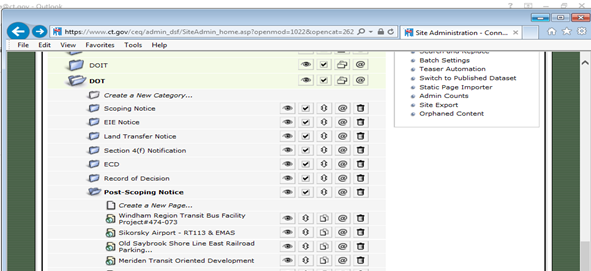 ct.gov - Outlook
https://www.ct.gov/ceq/admin_dsf/SiteAdmin_home.asp?openmod=1022&opencat=262
Site Administration - Conn...
File Edit View Favorites Tools Help
DOIT
DOT
Create a New Category...
Scoping Notice
EIE Notice
Land Transfer Notice
Section 4(f) Notification
ECD
Record of Decision
Post-Scoping Notice
Create a New Page...
Windham Region Transit Bus Facility
Project#474-073
Sikorsky Airport - RT113 & EMAS
Old Saybrook Shore Line East Railroad
Parking...
Meriden Transit Oriented Development
Search and Replace
Batch Settings
Teaser Automation
Switch to Published Dataset
Static Page Importer
Admin Counts
Site Export
Orphaned Content